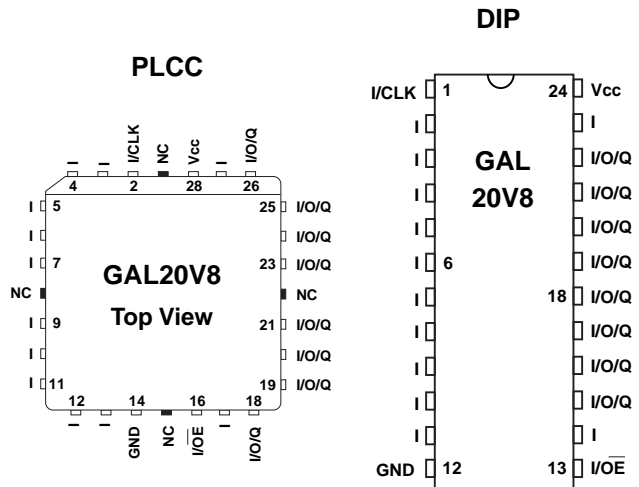 PLCC
I I I/CLK NC Vcc I I/O/Q
4 2 28 26
I 5 25 I/O/Q
I I/O/Q
I 7 23 I/O/Q
GAL20V8
NC NC
Top View
I 9 21 I/O/Q
I I/O/Q
I 11 19 I/O/Q
12 14 16 18
I I GND NC I/O̅E̅ I I/O/Q
DIP
I/CLK 1 24 Vcc
I I
GAL
I I/O/Q
20V8
I I/O/Q
I I/O/Q
I 6 I/O/Q
I 18 I/O/Q
I I/O/Q
I I/O/Q
I I/O/Q
I I
GND 12 13 I/O̅E̅